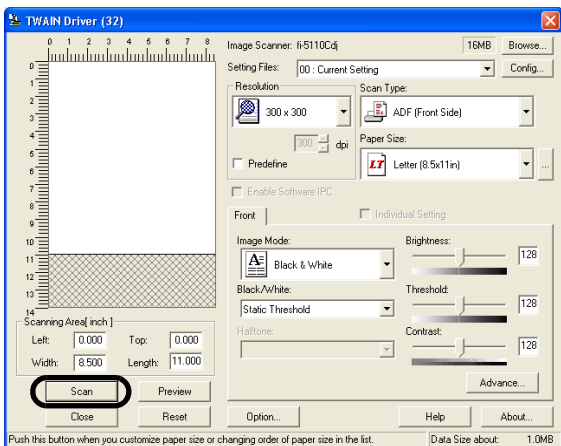 TWAIN Driver (32)
0 1 2 3 4 5 6 7 8
Image Scanner: fi-5110Cdj
16MB
Browse...
Setting Files:
00 : Current Setting
Config...
Resolution
Scan Type:
300 x 300
ADF (Front Side)
300
dpi
Paper Size:
Predefine
LT
Letter (8.5x11in)
...
Enable Software IPC
Front
Individual Setting
Image Mode:
Brightness:
A
Black & White
128
Black/White:
Threshold:
Static Threshold
128
Halftone:
Contrast:
128
Advance...
0
1
2
3
4
5
6
7
8
9
10
11
12
13
14
Scanning Area[ inch ]
Left: 0.000 Top: 0.000
Width: 8.500 Length: 11.000
Scan
Preview
Close
Reset
Option...
Help
About...
Push this button when you customize paper size or changing order of paper size in the list.
Data Size about: 1.0MB